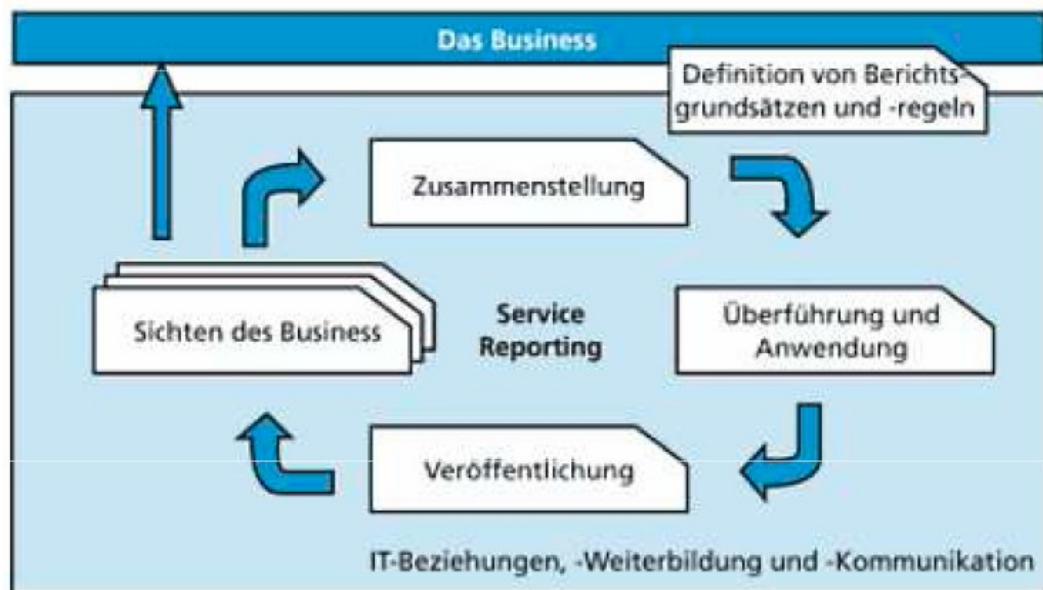 Das Business
Definition von Berichts-
grundsätzen und -regeln
Zusammenstellung
Sichten des Business
Service
Reporting
Überführung und
Anwendung
Veröffentlichung
IT-Beziehungen, -Weiterbildung und -Kommunikation